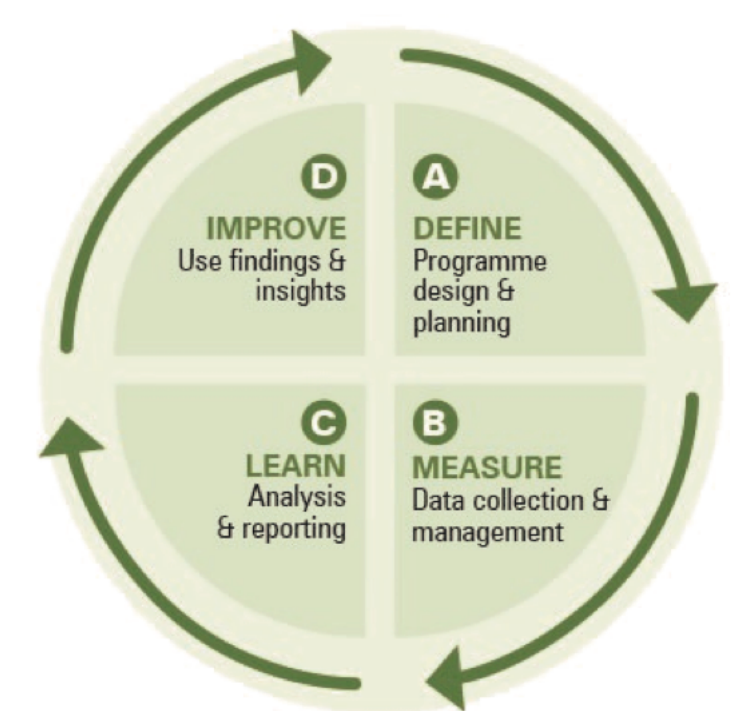 A
DEFINE
Programme
design &
planning
B
MEASURE
Data collection &
management
C
LEARN
Analysis
& reporting
D
IMPROVE
Use findings &
insights